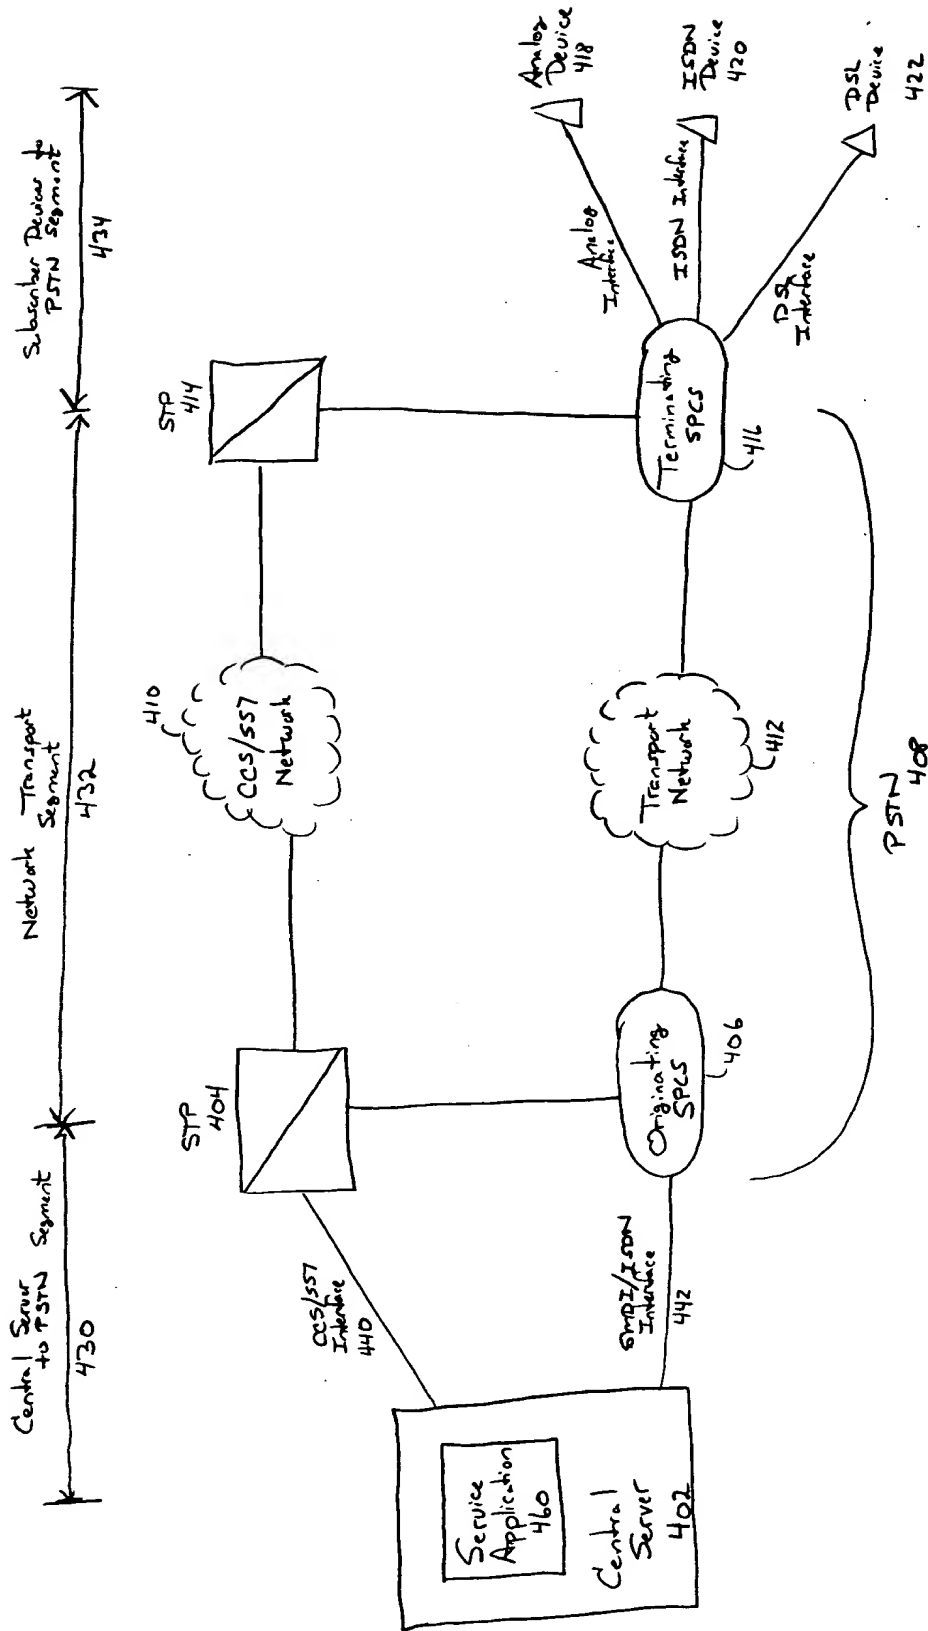 Central Server
to PSTN Segment
430
Network Transport
Segment
432
Subscriber Devices to
PSTN Segment
434
STP
404
410
CCS/SS7
Network
STP
414
CCS/SS7
Interface
440
Service
Application
460
Central
Server
402
SMDI/ISDN
Interface
442
Originating
SPCS
406
Transport
Network
412
Terminating
SPCS
416
Analog
Interface
ISDN Interface
DSL
Interface
Analog
Device
418
ISDN
Device
420
DSL
Device
422
PSTN
408